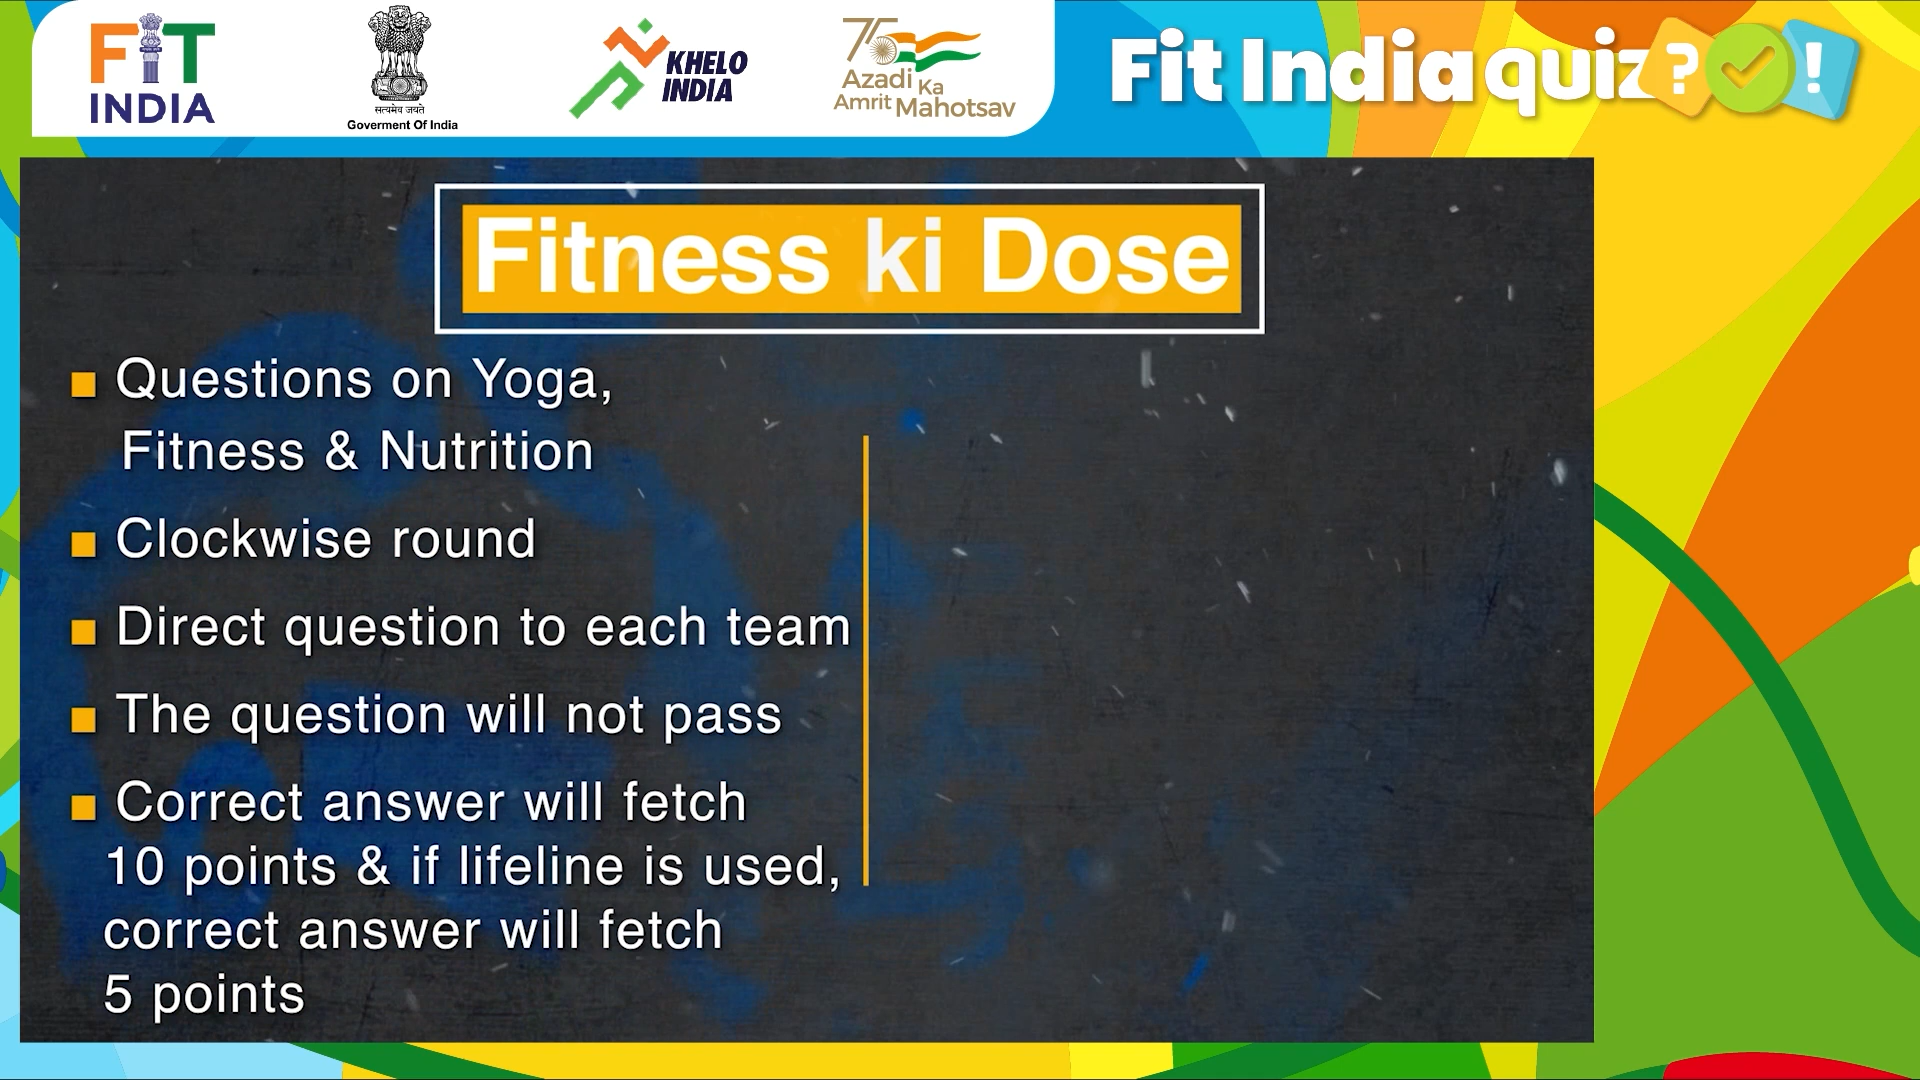 FIT
INDIA
सत्यमेव जयते
Goverment Of India
KHELO
INDIA
75
Azadi Ka
Amrit Mahotsav
Fit India quiz?!
Fitness ki Dose
Questions on Yoga,
Fitness & Nutrition
Clockwise round
Direct question to each team
The question will not pass
Correct answer will fetch
10 points & if lifeline is used,
correct answer will fetch
5 points